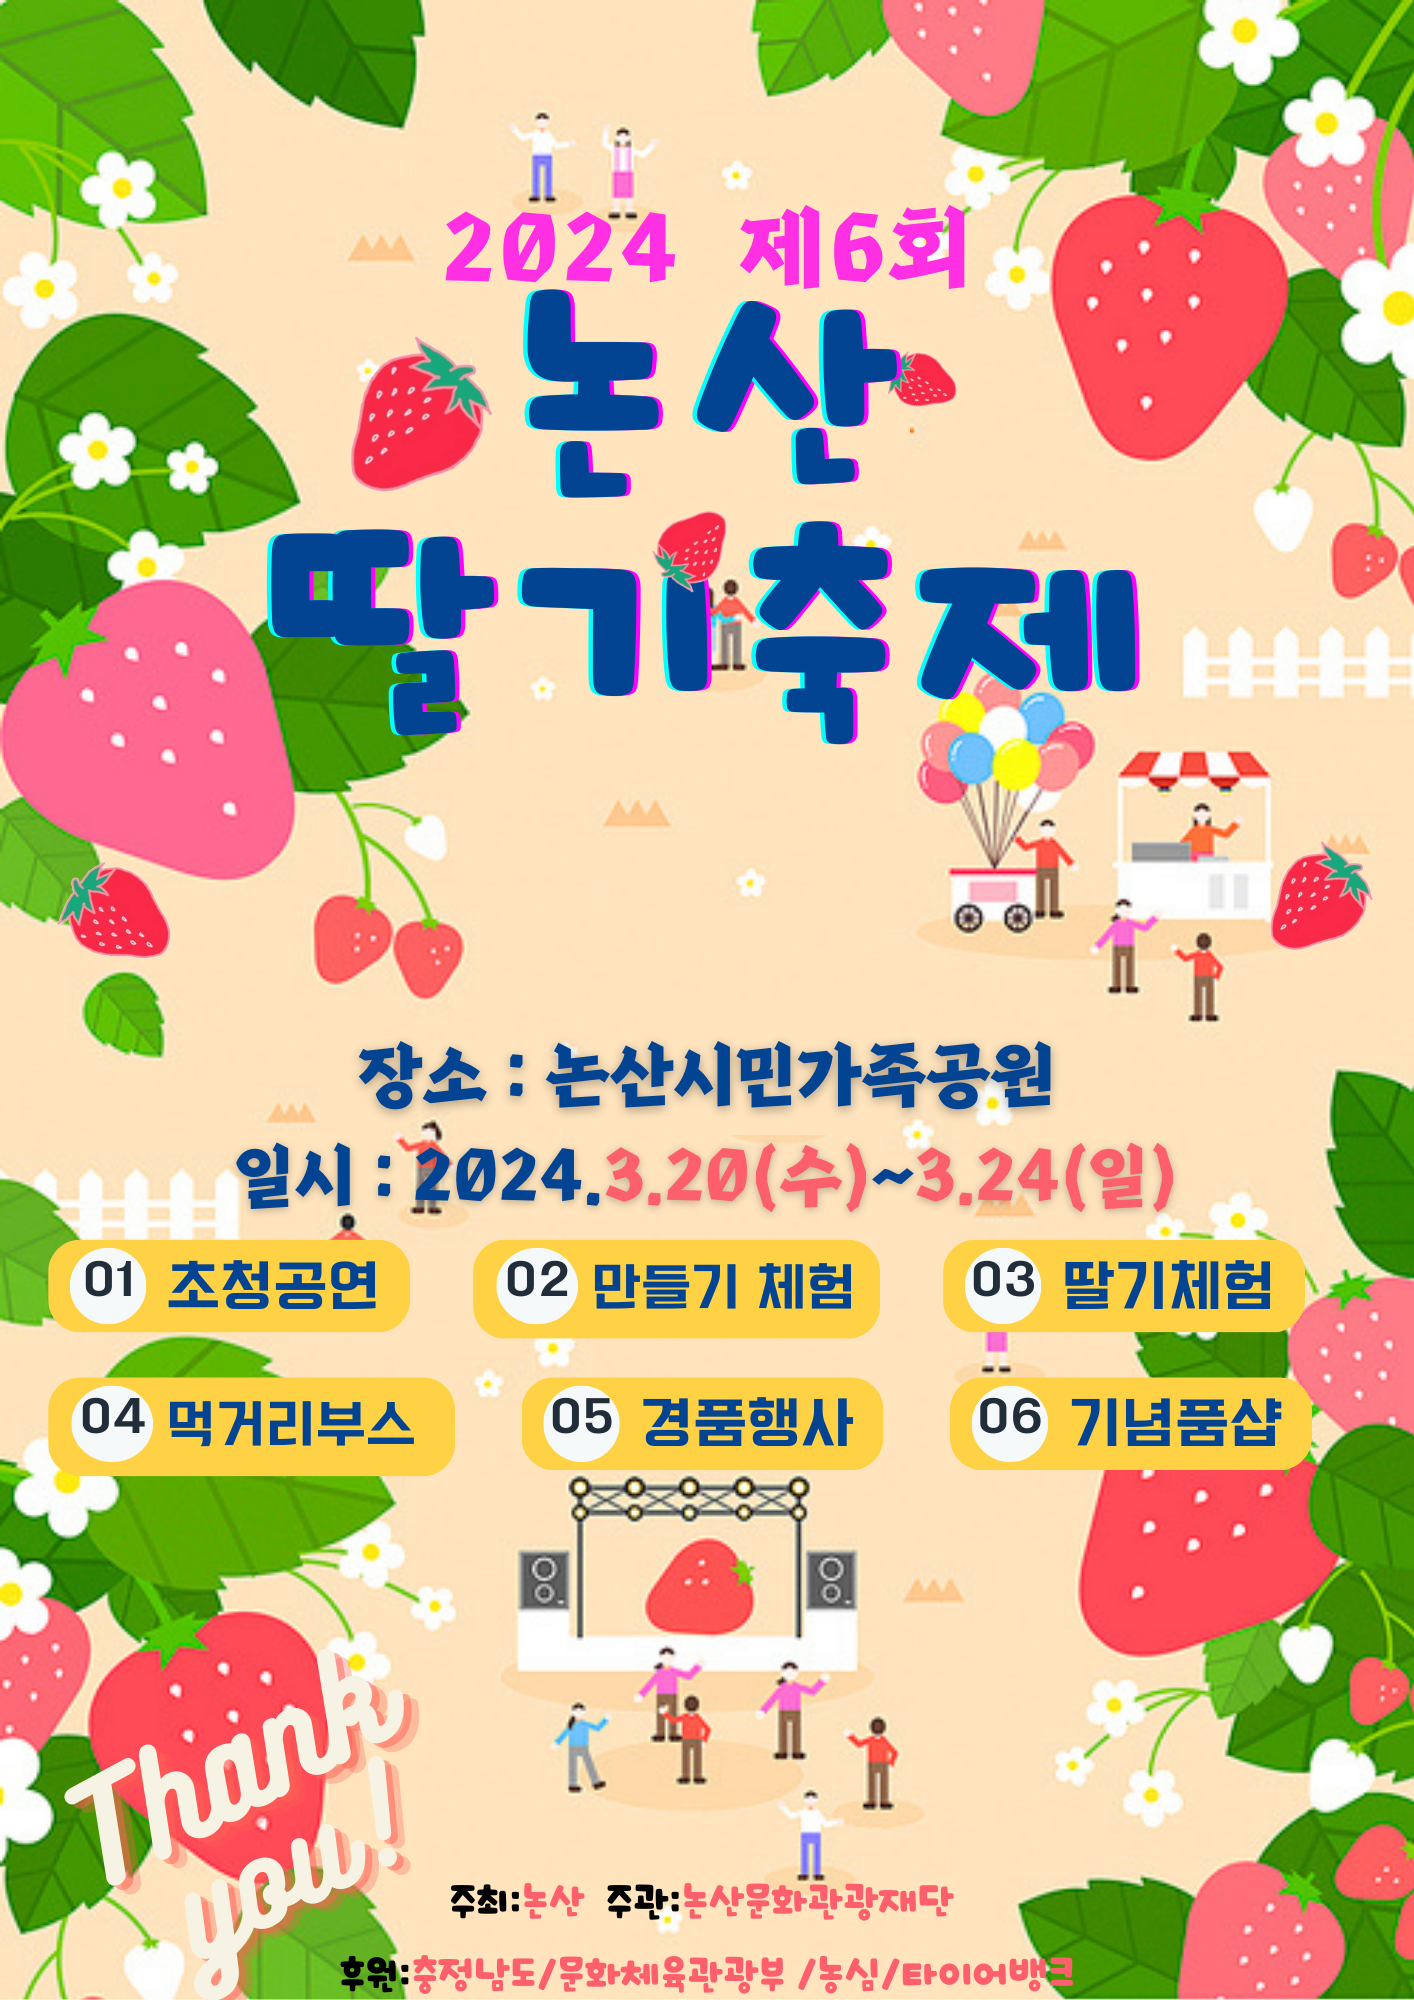 2024 제6회
논산
딸기축제
장소 : 논산시민가족공원
일시 : 2024.3.20(수)~3.24(일)
01 초청공연
02 만들기 체험
03 딸기체험
04 먹거리부스
05 경품행사
06 기념품샵
Thank
you!
주최:논산 주관:논산문화관광재단
후원:충정남도/문화체육관광부 /농심/타이어뱅크